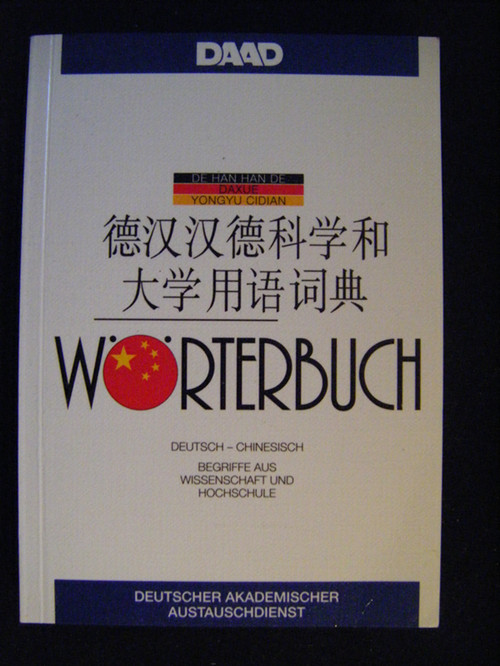 DAAD
DE HAN HAN DE
DAXUE
YONGYU CIDIAN
德汉汉德科学和
大学用语词典
WÖRTERBUCH
DEUTSCH – CHINESISCH
BEGRIFFE AUS
WISSENSCHAFT UND
HOCHSCHULE
DEUTSCHER AKADEMISCHER
AUSTAUSCHDIENST